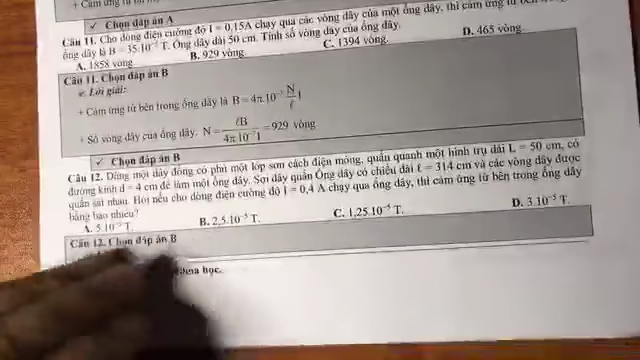 + Cảm ứng từ
✓ Chọn đáp án A
Câu 11. Cho dòng điện cường độ I = 0,15A chạy qua các vòng dây của một ống dây, thì cảm ứng từ bên
ống dây là B = 35.10⁻⁵ T. Ống dây dài 50 cm. Tính số vòng dây của ống dây.
A. 1858 vòng. B. 929 vòng. C. 1394 vòng. D. 465 vòng.
Câu 11. Chọn đáp án B
Lời giải:
+ Cảm ứng từ bên trong ống dây là B = 4π.10⁻⁷ N/ℓ I
+ Số vòng dây của ống dây: N = ℓB/4π.10⁻⁷I = 929 vòng
✓ Chọn đáp án B
Câu 12. Dùng một dây đồng có phủ một lớp sơn cách điện mỏng, quấn quanh một hình trụ dài L = 50 cm, có
đường kính d = 4 cm để làm một ống dây. Sợi dây quấn Ống dây có chiều dài ℓ = 314 cm và các vòng dây được
quấn sát nhau. Hỏi nếu cho dòng điện cường độ I = 0,4 A chạy qua ống dây, thì cảm ứng từ bên trong ống dây
bằng bao nhiêu?
A. 5.10⁻⁵ T. B. 2,5.10⁻⁵ T. C. 1,25.10⁻⁵ T. D. 3.10⁻⁵ T.
Câu 12. Chọn đáp án B
khoa học.